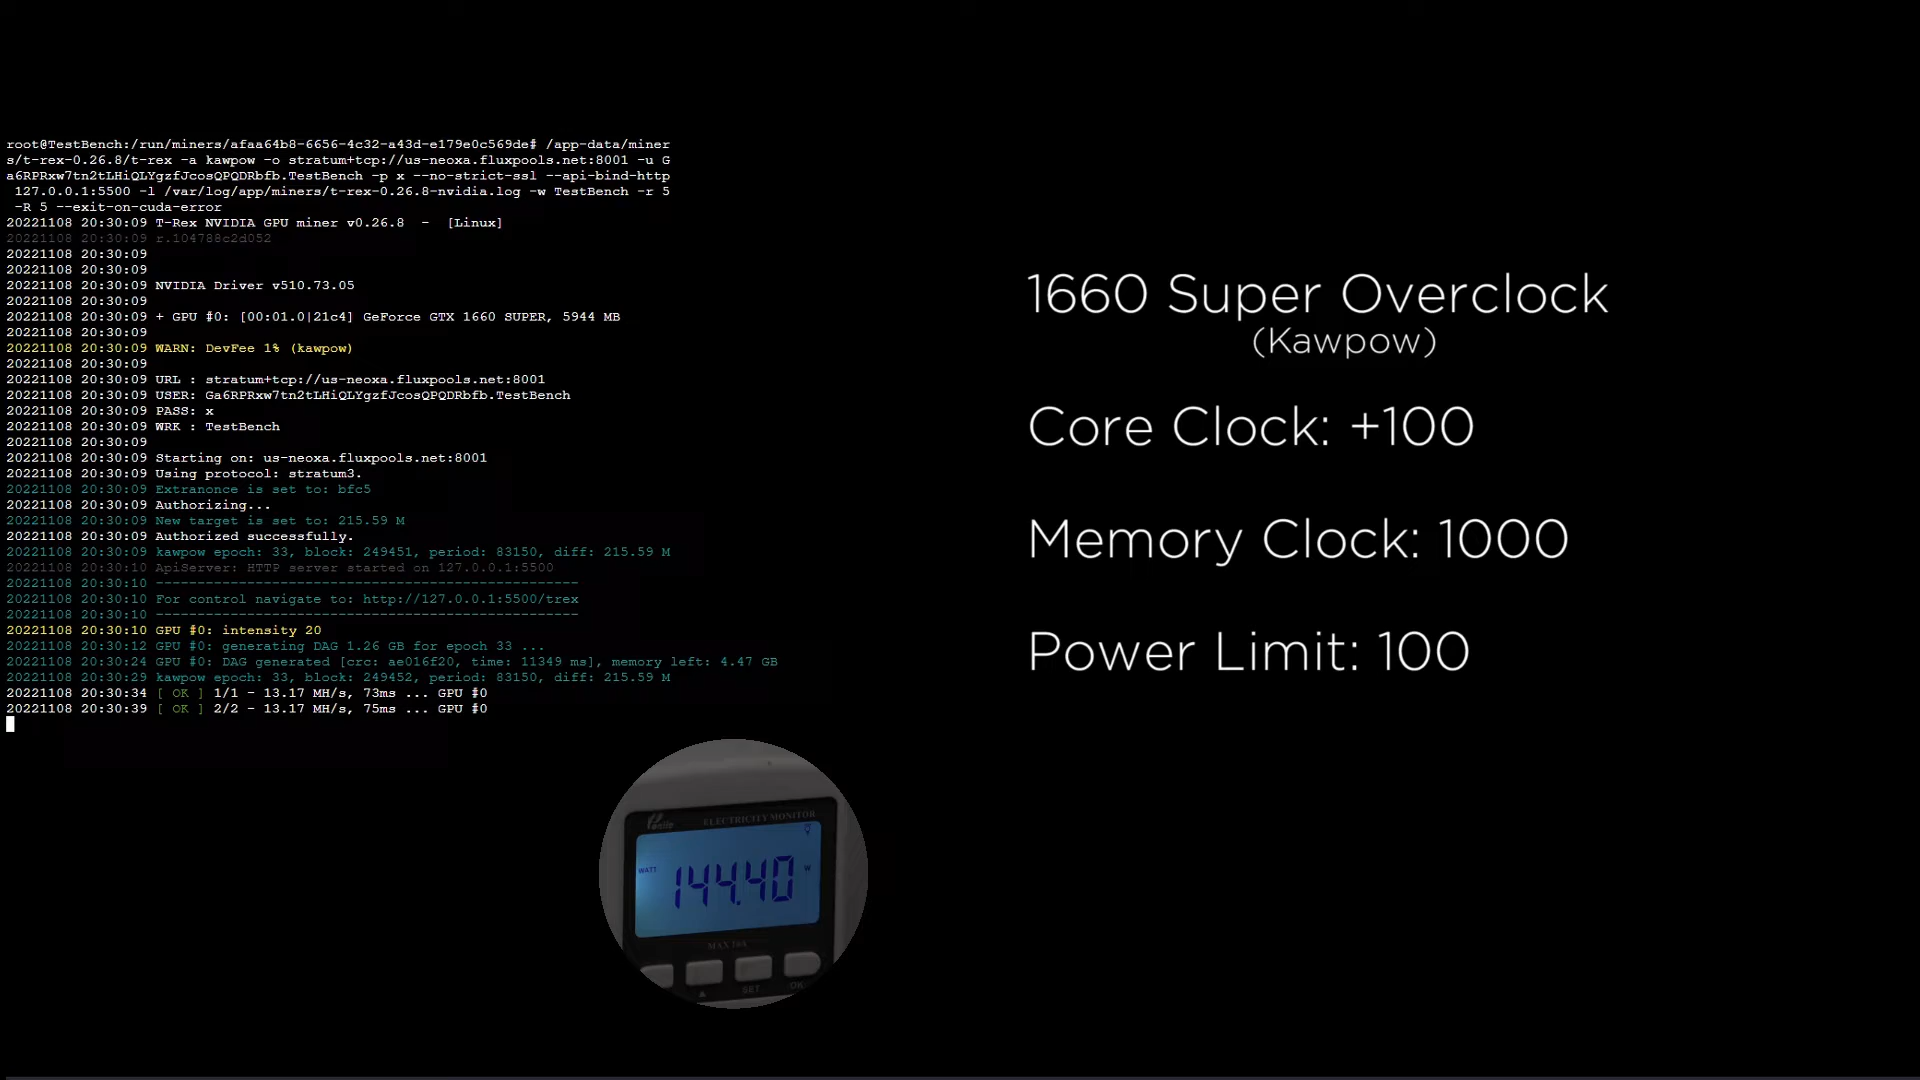 root@TestBench:/run/miners/afaa64b8-6656-4c32-a43d-e179e0c569de# /app-data/miner
s/t-rex-0.26.8/t-rex -a kawpow -o stratum+tcp://us-neoxa.fluxpools.net:8001 -u G
a6RPRxw7tn2tLHiQLYgzfJcosQPQDRbfb.TestBench -p x --no-strict-ssl --api-bind-http
127.0.0.1:5500 -l /var/log/app/miners/t-rex-0.26.8-nvidia.log -w TestBench -r 5
-R 5 --exit-on-cuda-error
20221108 20:30:09 T-Rex NVIDIA GPU miner v0.26.8 - [Linux]
20221108 20:30:09 r.104788c2d052
20221108 20:30:09
20221108 20:30:09
20221108 20:30:09 NVIDIA Driver v510.73.05
20221108 20:30:09
20221108 20:30:09 + GPU #0: [00:01.0|21c4] GeForce GTX 1660 SUPER, 5944 MB
20221108 20:30:09
20221108 20:30:09 WARN: DevFee 1% (kawpow)
20221108 20:30:09
20221108 20:30:09 URL : stratum+tcp://us-neoxa.fluxpools.net:8001
20221108 20:30:09 USER: Ga6RPRxw7tn2tLHiQLYgzfJcosQPQDRbfb.TestBench
20221108 20:30:09 PASS: x
20221108 20:30:09 WRK : TestBench
20221108 20:30:09
20221108 20:30:09 Starting on: us-neoxa.fluxpools.net:8001
20221108 20:30:09 Using protocol: stratum3.
20221108 20:30:09 Extranonce is set to: bfc5
20221108 20:30:09 Authorizing...
20221108 20:30:09 New target is set to: 215.59 M
20221108 20:30:09 Authorized successfully.
20221108 20:30:09 kawpow epoch: 33, block: 249451, period: 83150, diff: 215.59 M
20221108 20:30:10 ApiServer: HTTP server started on 127.0.0.1:5500
20221108 20:30:10 ---------------------------------------------------
20221108 20:30:10 For control navigate to: http://127.0.0.1:5500/trex
20221108 20:30:10 ---------------------------------------------------
20221108 20:30:10 GPU #0: intensity 20
20221108 20:30:12 GPU #0: generating DAG 1.26 GB for epoch 33 ...
20221108 20:30:24 GPU #0: DAG generated [crc: ae016f20, time: 11349 ms], memory left: 4.47 GB
20221108 20:30:29 kawpow epoch: 33, block: 249452, period: 83150, diff: 215.59 M
20221108 20:30:34 [ OK ] 1/1 - 13.17 MH/s, 73ms ... GPU #0
20221108 20:30:39 [ OK ] 2/2 - 13.17 MH/s, 75ms ... GPU #0
1660 Super Overclock
(Kawpow)
Core Clock: +100
Memory Clock: 1000
Power Limit: 100
ELECTRICITY MONITOR
WATT 144.40 W
MAX 10A
SET OK